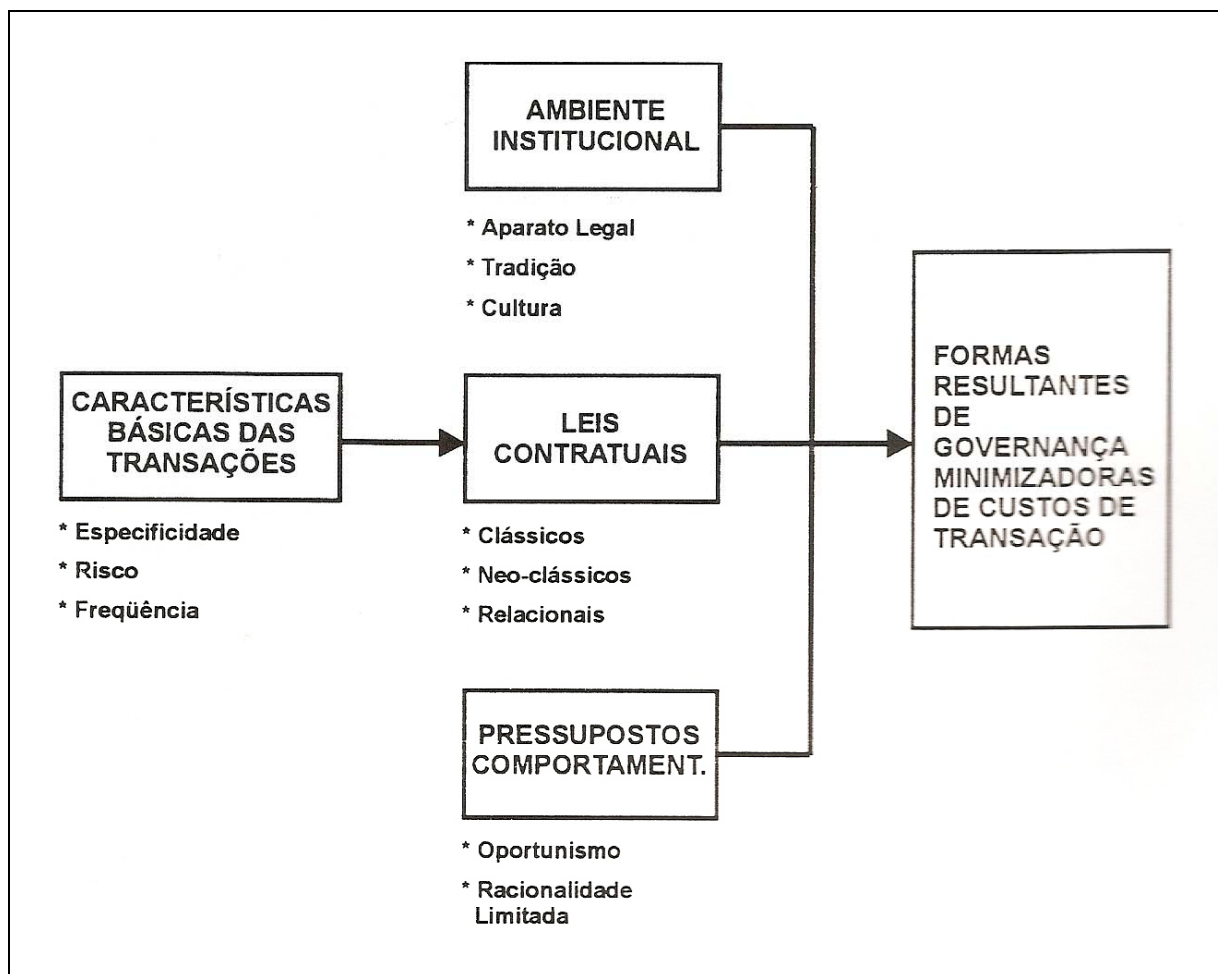 AMBIENTE
INSTITUCIONAL
* Aparato Legal
* Tradição
* Cultura
CARACTERÍSTICAS
BÁSICAS DAS
TRANSAÇÕES
* Especificidade
* Risco
* Freqüência
LEIS
CONTRATUAIS
* Clássicos
* Neo-clássicos
* Relacionais
PRESSUPOSTOS
COMPORTAMENT.
* Oportunismo
* Racionalidade
Limitada
FORMAS
RESULTANTES
DE
GOVERNANÇA
MINIMIZADORAS
DE CUSTOS DE
TRANSAÇÃO